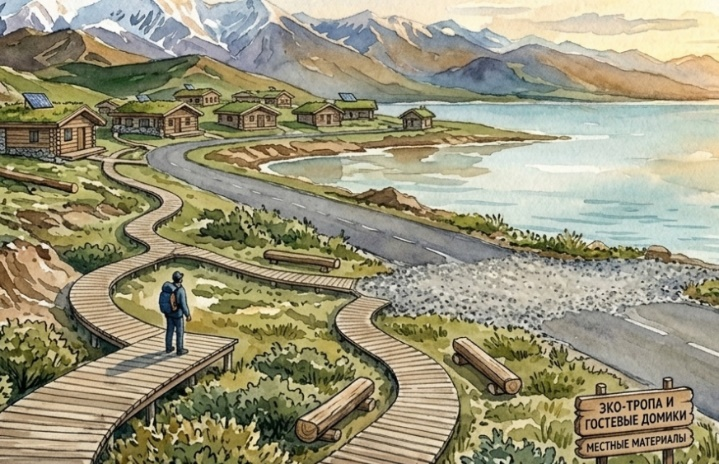 ЭКО-ТРОПА И
ГОСТЕВЫЕ ДОМИКИ
МЕСТНЫЕ МАТЕРИАЛЫ